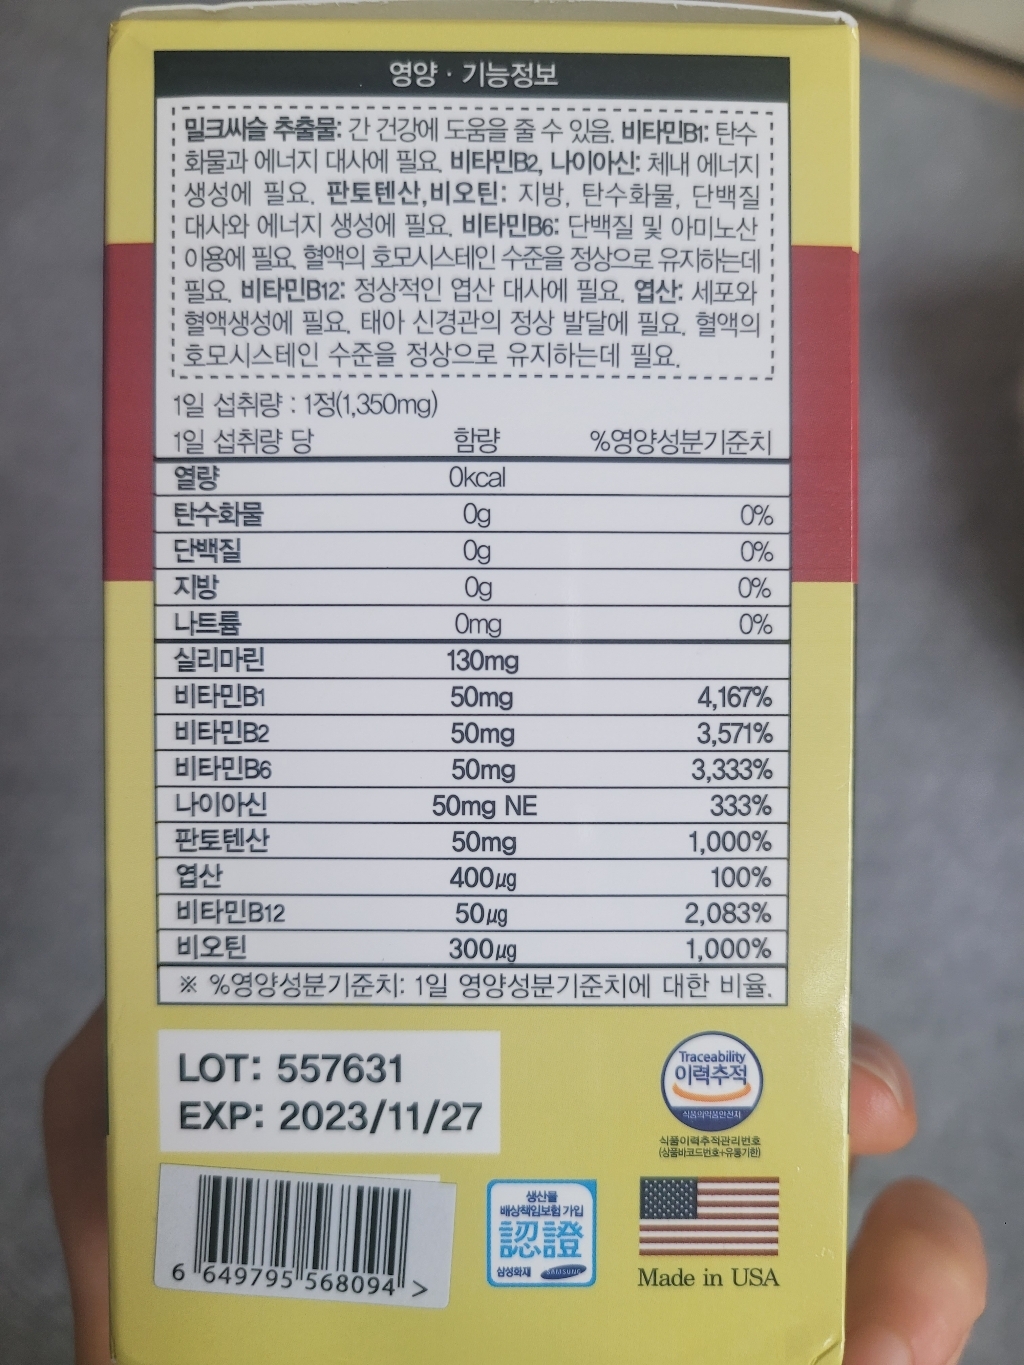 영양 · 기능정보
밀크씨슬 추출물: 간 건강에 도움을 줄 수 있음. 비타민B1: 탄수
화물과 에너지 대사에 필요. 비타민B2, 나이아신: 체내 에너지
생성에 필요. 판토텐산,비오틴: 지방, 탄수화물, 단백질
대사와 에너지 생성에 필요. 비타민B6: 단백질 및 아미노산
이용에 필요. 혈액의 호모시스테인 수준을 정상으로 유지하는데
필요. 비타민B12: 정상적인 엽산 대사에 필요. 엽산: 세포와
혈액생성에 필요. 태아 신경관의 정상 발달에 필요. 혈액의
호모시스테인 수준을 정상으로 유지하는데 필요.
1일 섭취량 : 1정(1,350mg)
1일 섭취량 당 함량 %영양성분기준치
열량 0kcal
탄수화물 0g 0%
단백질 0g 0%
지방 0g 0%
나트륨 0mg 0%
실리마린 130mg
비타민B1 50mg 4,167%
비타민B2 50mg 3,571%
비타민B6 50mg 3,333%
나이아신 50mg NE 333%
판토텐산 50mg 1,000%
엽산 400µg 100%
비타민B12 50µg 2,083%
비오틴 300µg 1,000%
※ %영양성분기준치: 1일 영양성분기준치에 대한 비율.
LOT: 557631
EXP: 2023/11/27
Traceability
이력추적
식품의약품안전처
식품이력추적관리번호
(상품바코드번호+유통기한)
6 649795 568094 >
생산물
배상책임보험 가입
認證
삼성화재 SAMSUNG
Made in USA